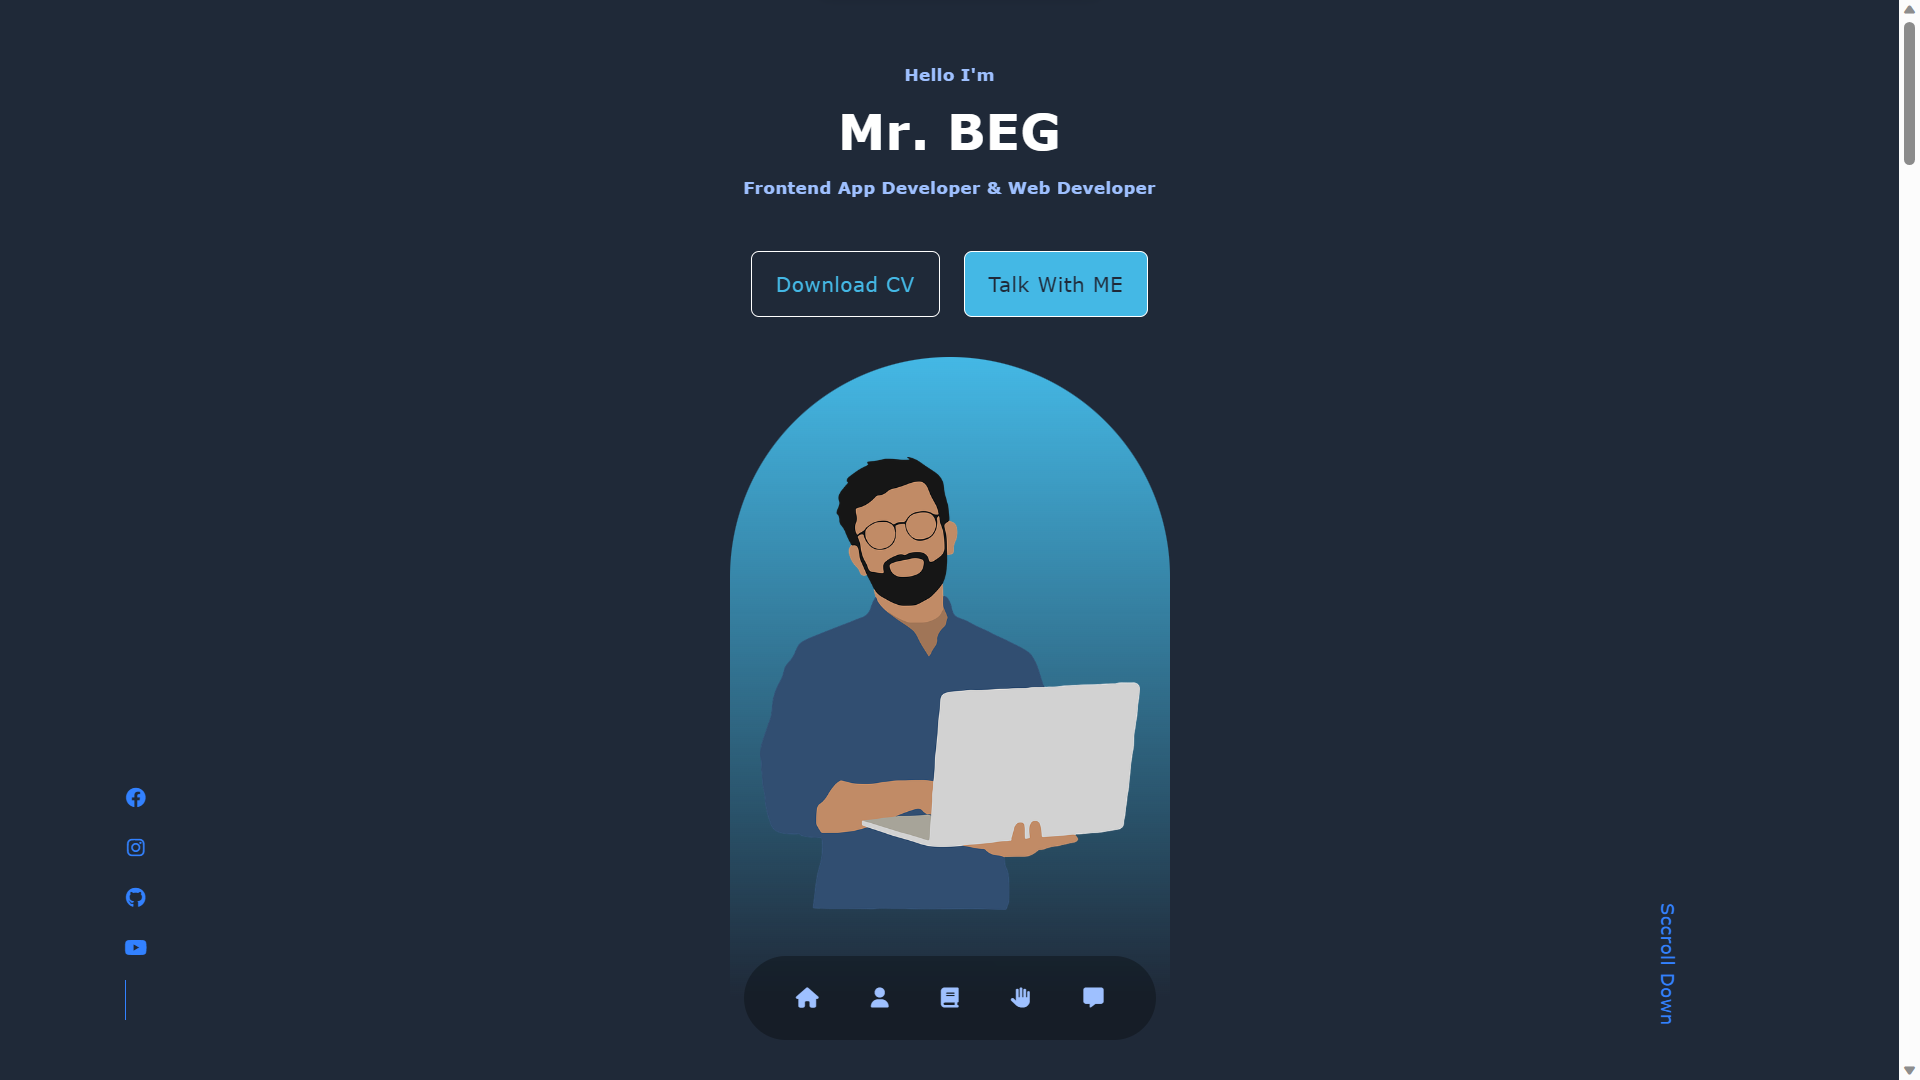 Hello I'm
Mr. BEG
Frontend App Developer & Web Developer
Download CV
Talk With ME
Sccroll Down